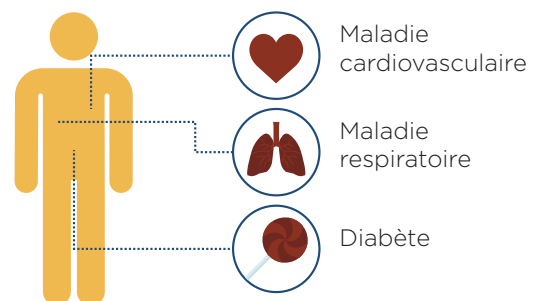 Maladie
cardiovasculaire
Maladie
respiratoire
Diabète